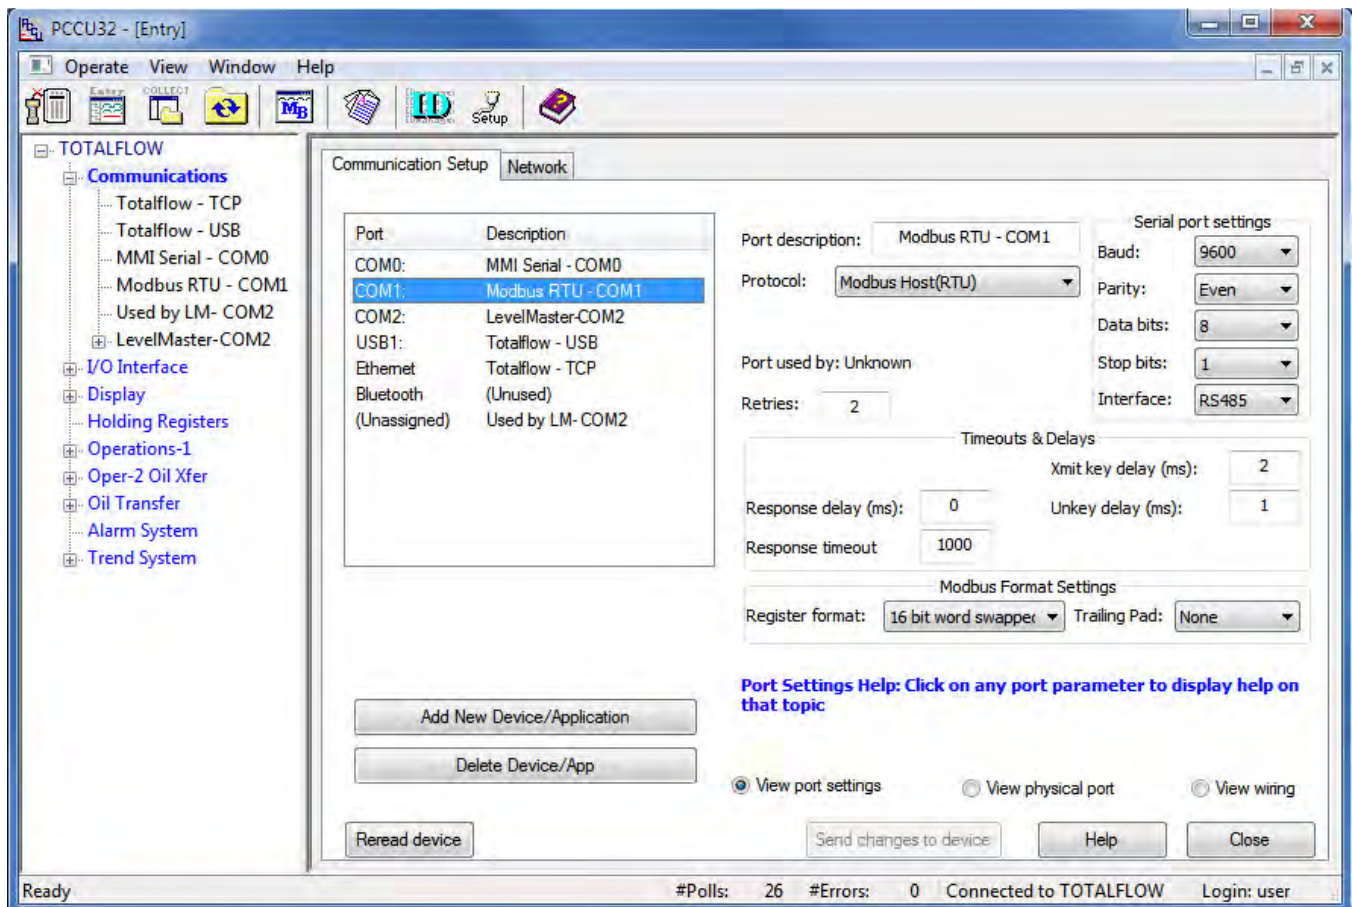 PCCU32 - [Entry]
Operate View Window Help
Entry
COLLECT
MB
ID
Setup
TOTALFLOW
Communications
Totalflow - TCP
Totalflow - USB
MMI Serial - COM0
Modbus RTU - COM1
Used by LM- COM2
LevelMaster-COM2
I/O Interface
Display
Holding Registers
Operations-1
Oper-2 Oil Xfer
Oil Transfer
Alarm System
Trend System
Communication Setup Network
Port Description
COM0: MMI Serial - COM0
COM1: Modbus RTU - COM1
COM2: LevelMaster-COM2
USB1: Totalflow - USB
Ethernet Totalflow - TCP
Bluetooth (Unused)
(Unassigned) Used by LM- COM2
Add New Device/Application
Delete Device/App
Reread device
Port description: Modbus RTU - COM1
Protocol: Modbus Host(RTU)
Port used by: Unknown
Retries: 2
Serial port settings
Baud: 9600
Parity: Even
Data bits: 8
Stop bits: 1
Interface: RS485
Timeouts & Delays
Xmit key delay (ms): 2
Response delay (ms): 0 Unkey delay (ms): 1
Response timeout 1000
Modbus Format Settings
Register format: 16 bit word swapped Trailing Pad: None
Port Settings Help: Click on any port parameter to display help on
that topic
View port settings View physical port View wiring
Send changes to device Help Close
Ready #Polls: 26 #Errors: 0 Connected to TOTALFLOW Login: user